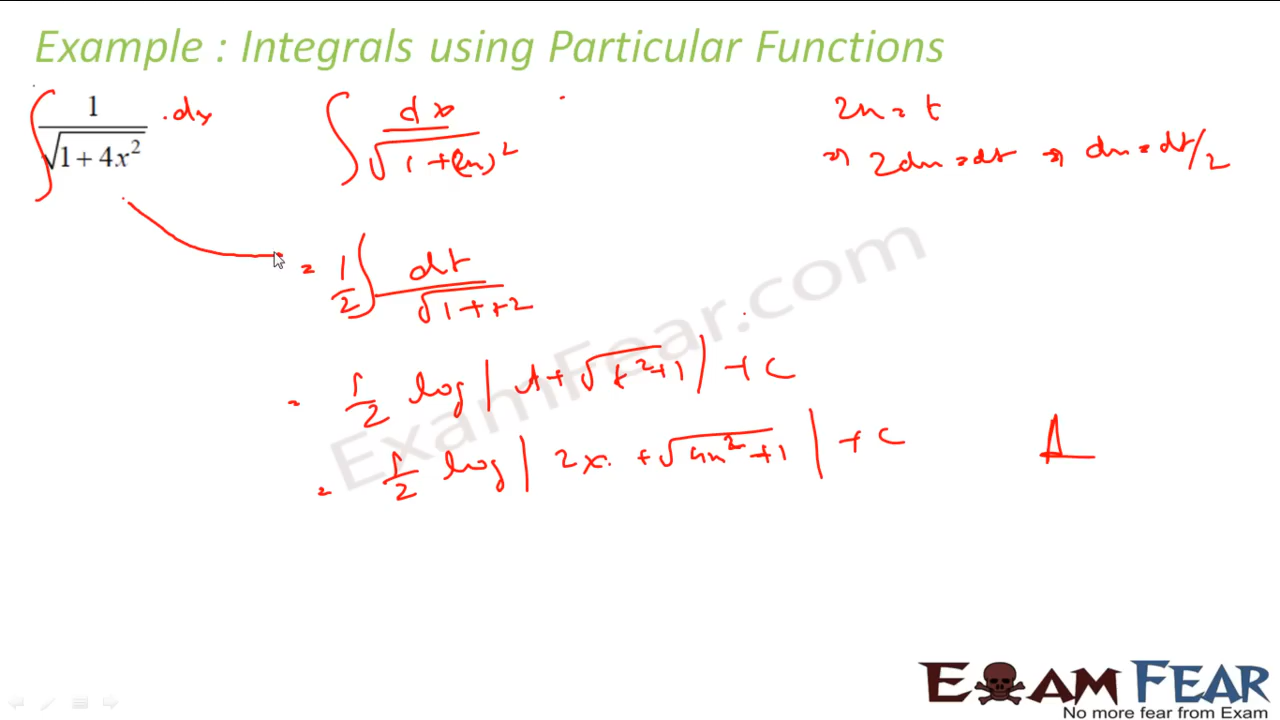 Example : Integrals using Particular Functions
∫ 1/√(1 + 4x²) .dx
∫ dx/√(1 + (2x)²)
2x = t
⇒ 2dx = dt ⇒ dx = dt/2
= 1/2 ∫ dt/√(1 + t²)
= 1/2 log | t + √(t² + 1) | + C
= 1/2 log | 2x + √(4x² + 1) | + C
ExamFear.com
EXAM FEAR
No more fear from Exam